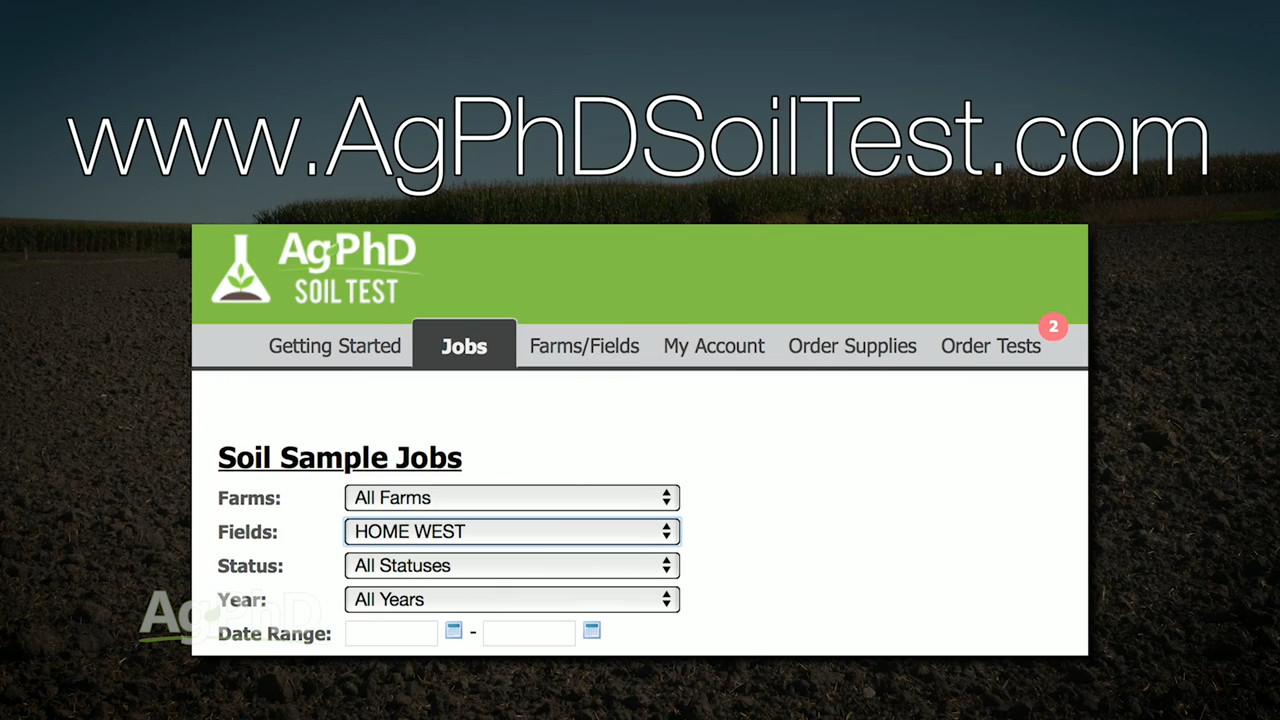 www.AgPhDSoilTest.com
AgPhD
SOIL TEST
2
Getting Started Jobs Farms/Fields My Account Order Supplies Order Tests
Soil Sample Jobs
Farms: All Farms
Fields: HOME WEST
Status: All Statuses
Year: All Years
Date Range: -
AgPhD